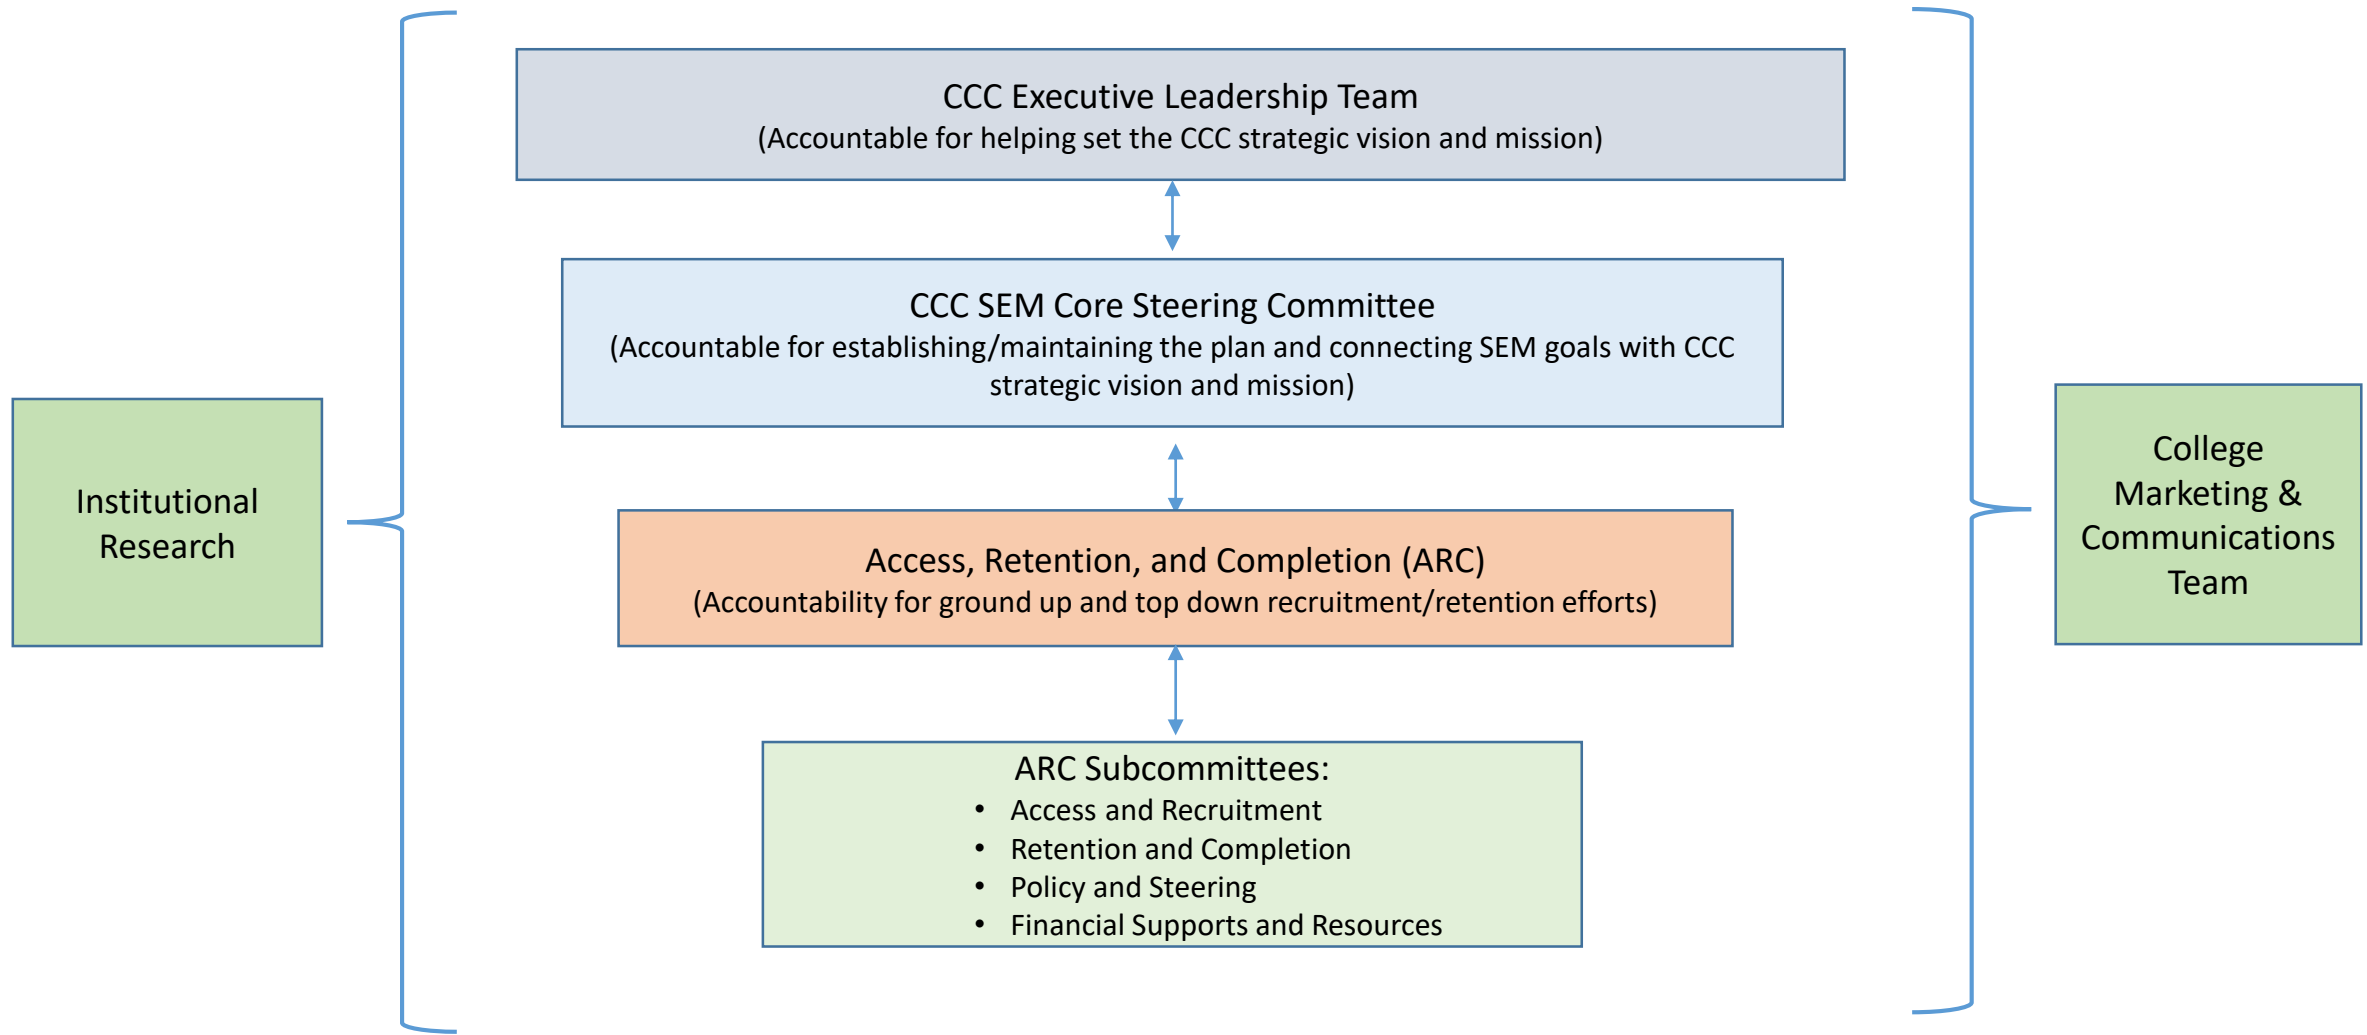 CCC Executive Leadership Team
(Accountable for helping set the CCC strategic vision and mission)
CCC SEM Core Steering Committee
(Accountable for establishing/maintaining the plan and connecting SEM goals with CCC
strategic vision and mission)
Institutional
Research
Access, Retention, and Completion (ARC)
(Accountability for ground up and top down recruitment/retention efforts)
College
Marketing &
Communications
Team
ARC Subcommittees:
• Access and Recruitment
• Retention and Completion
• Policy and Steering
• Financial Supports and Resources